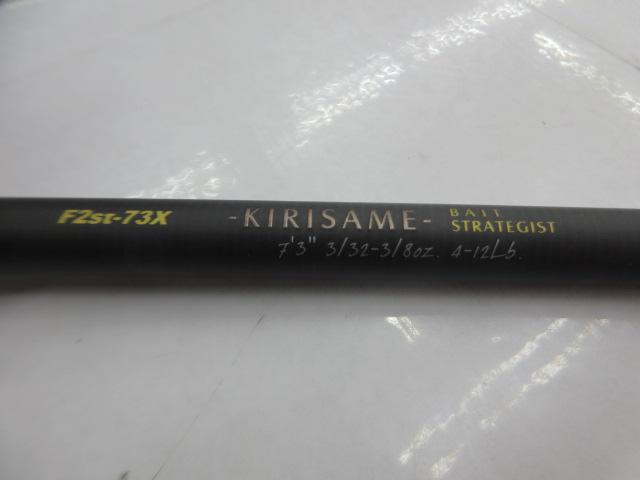 F2st-73X -KIRISAME- BAIT
STRATEGIST
7'3" 3/32-3/8oz. 4-12Lb.